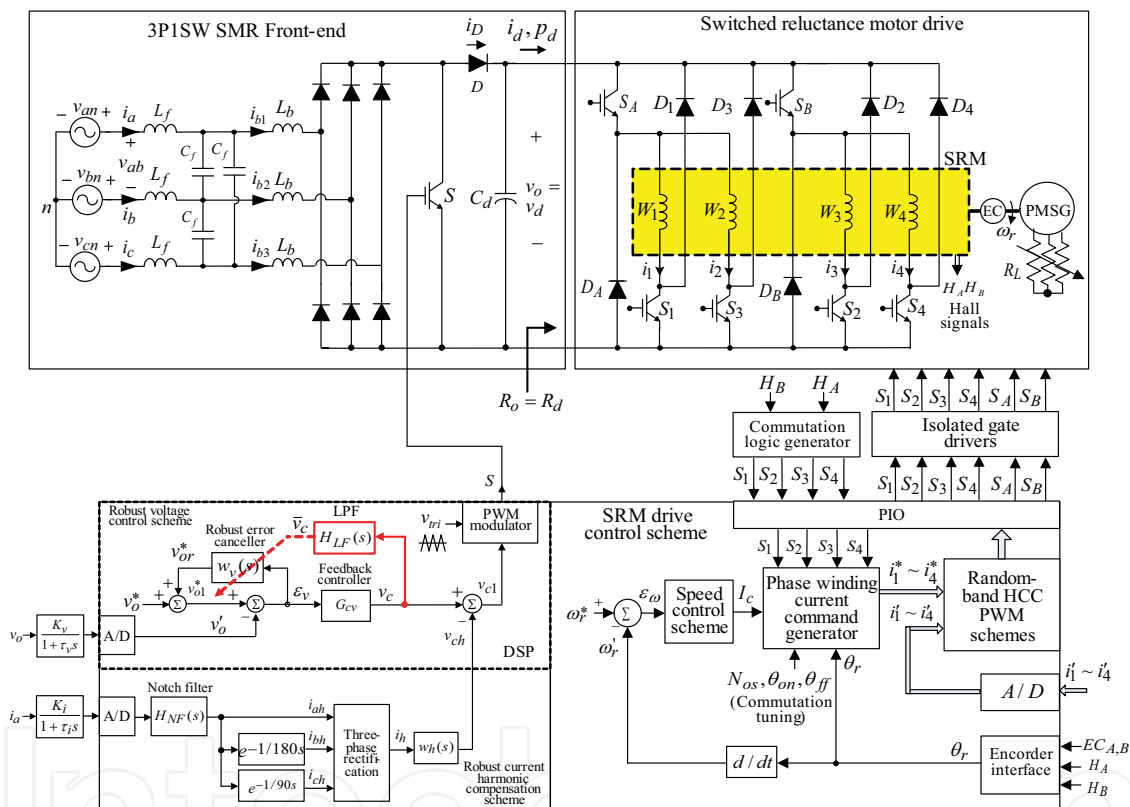 3P1SW SMR Front-end
i_D
i_d, p_d
Switched reluctance motor drive
D
− v_an +
i_a
L_f
i_b1
L_b
S_A
D_1
D_3
S_B
D_2
D_4
+
v_ab
−
C_f
C_f
+
SRM
− v_bn +
i_b
L_f
i_b2
L_b
S
C_d
v_o =
v_d
W_1
W_2
W_3
W_4
EC
PMSG
n
ω_r
C_f
−
− v_cn +
i_c
L_f
i_b3
L_b
i_1
i_2
i_3
i_4
R_L
D_A
D_B
H_A H_B
Hall
signals
S_1
S_3
S_2
S_4
R_o = R_d
H_B
H_A
S_1
S_2
S_3
S_4
S_A
S_B
Commutation
logic generator
Isolated gate
drivers
S
S_1
S_2
S_3
S_4
S_1
S_2
S_3
S_4
S_A
S_B
Robust voltage
control scheme
LPF
v_tri
PWM
modulator
SRM drive
control scheme
PIO
Robust error
canceller
v̄_c
H_LF(s)
S_1
S_2
S_3
S_4
v*_or
w_v(s)
Feedback
controller
v*_o
+
+
Σ
v*_o1
+
−
Σ
ε_v
G_cv
v_c
+
−
Σ
v_c1
v_ch
ω*_r
+
−
Σ
ε_ω
Speed
control
scheme
I_c
Phase winding
current
command
generator
i*_1 ~ i*_4
i'_1 ~ i'_4
Random-
band HCC
PWM
schemes
v_o
K_v
1 + τ_v s
A/D
v'_o
DSP
ω'_r
θ_r
N_os, θ_on, θ_ff
(Commutation
tuning)
A/D
i'_1 ~ i'_4
Notch filter
i_a
K_i
1 + τ_i s
A/D
H_NF(s)
i_ah
e-1/180s
i_bh
Three-
phase
rectifi-
cation
i_h
w_h(s)
e-1/90s
i_ch
Robust current
harmonic
compensation
scheme
d / dt
θ_r
Encorder
interface
EC_A,B
H_A
H_B